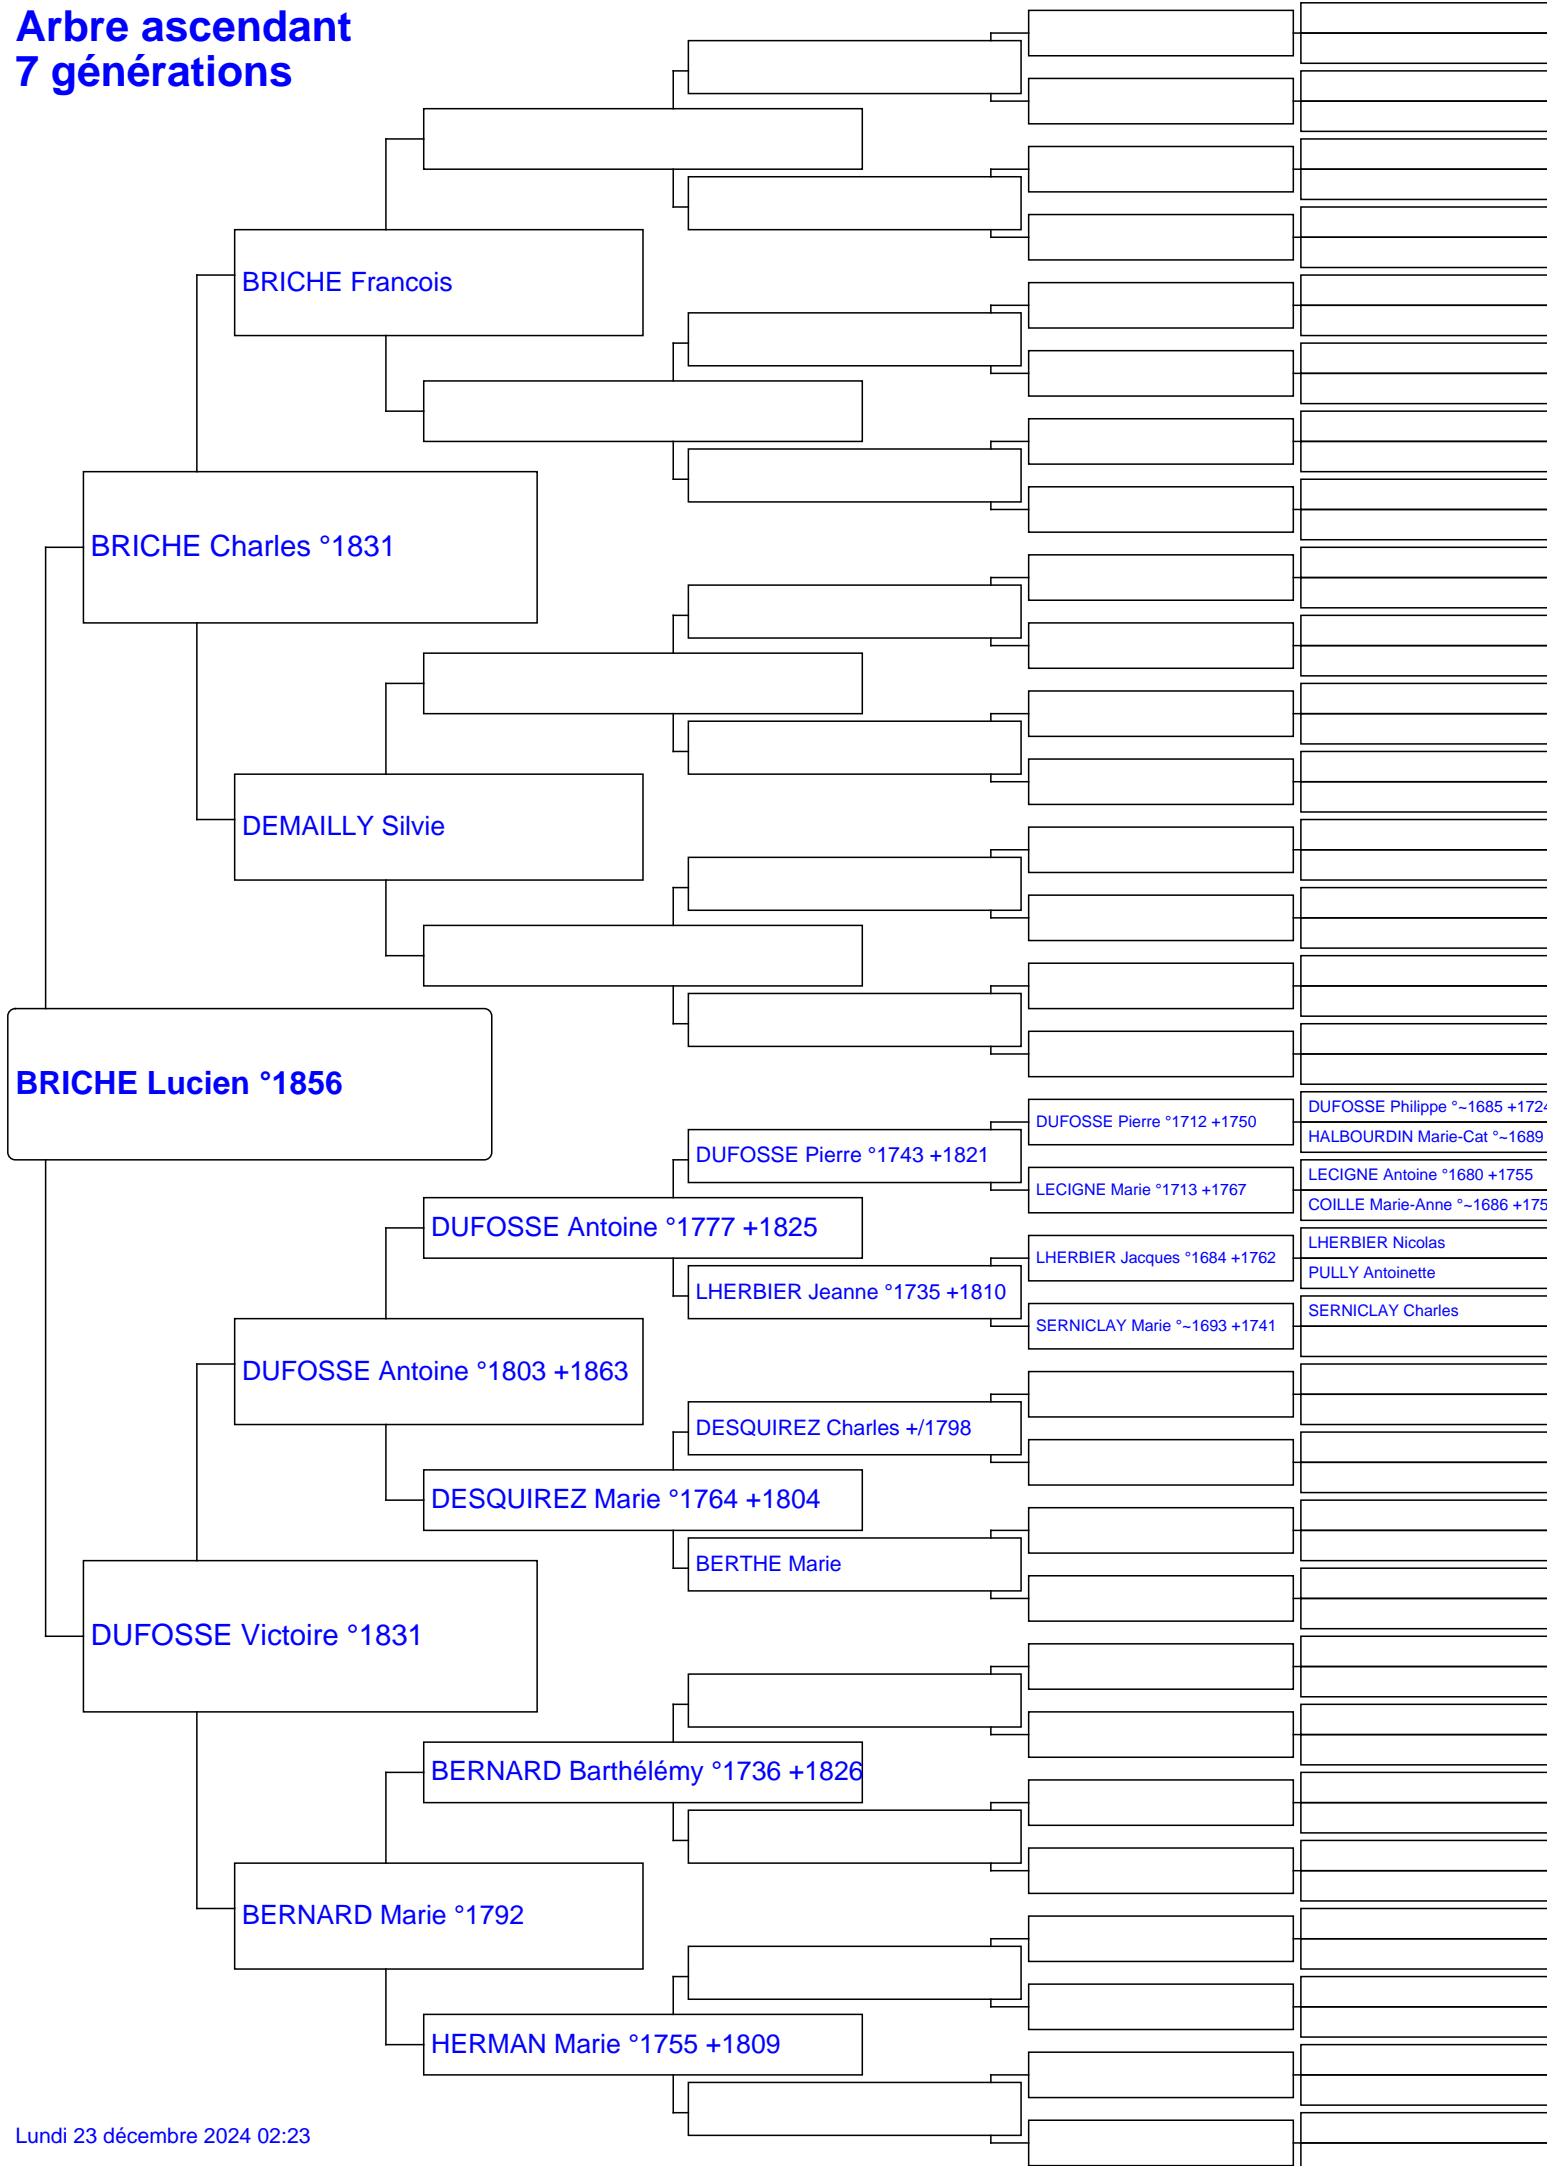 Arbre ascendant
7 générations
BRICHE Francois
BRICHE Charles °1831
DEMAILLY Silvie
BRICHE Lucien °1856
DUFOSSE Philippe °~1685 +1724
DUFOSSE Pierre °1712 +1750
HALBOURDIN Marie-Cat °~1689
DUFOSSE Pierre °1743 +1821
LECIGNE Antoine °1680 +1755
LECIGNE Marie °1713 +1767
COILLE Marie-Anne °~1686 +175
DUFOSSE Antoine °1777 +1825
LHERBIER Nicolas
LHERBIER Jacques °1684 +1762
PULLY Antoinette
LHERBIER Jeanne °1735 +1810
SERNICLAY Charles
SERNICLAY Marie °~1693 +1741
DUFOSSE Antoine °1803 +1863
DESQUIREZ Charles +/1798
DESQUIREZ Marie °1764 +1804
BERTHE Marie
DUFOSSE Victoire °1831
BERNARD Barthélémy °1736 +1826
BERNARD Marie °1792
HERMAN Marie °1755 +1809
Lundi 23 décembre 2024 02:23